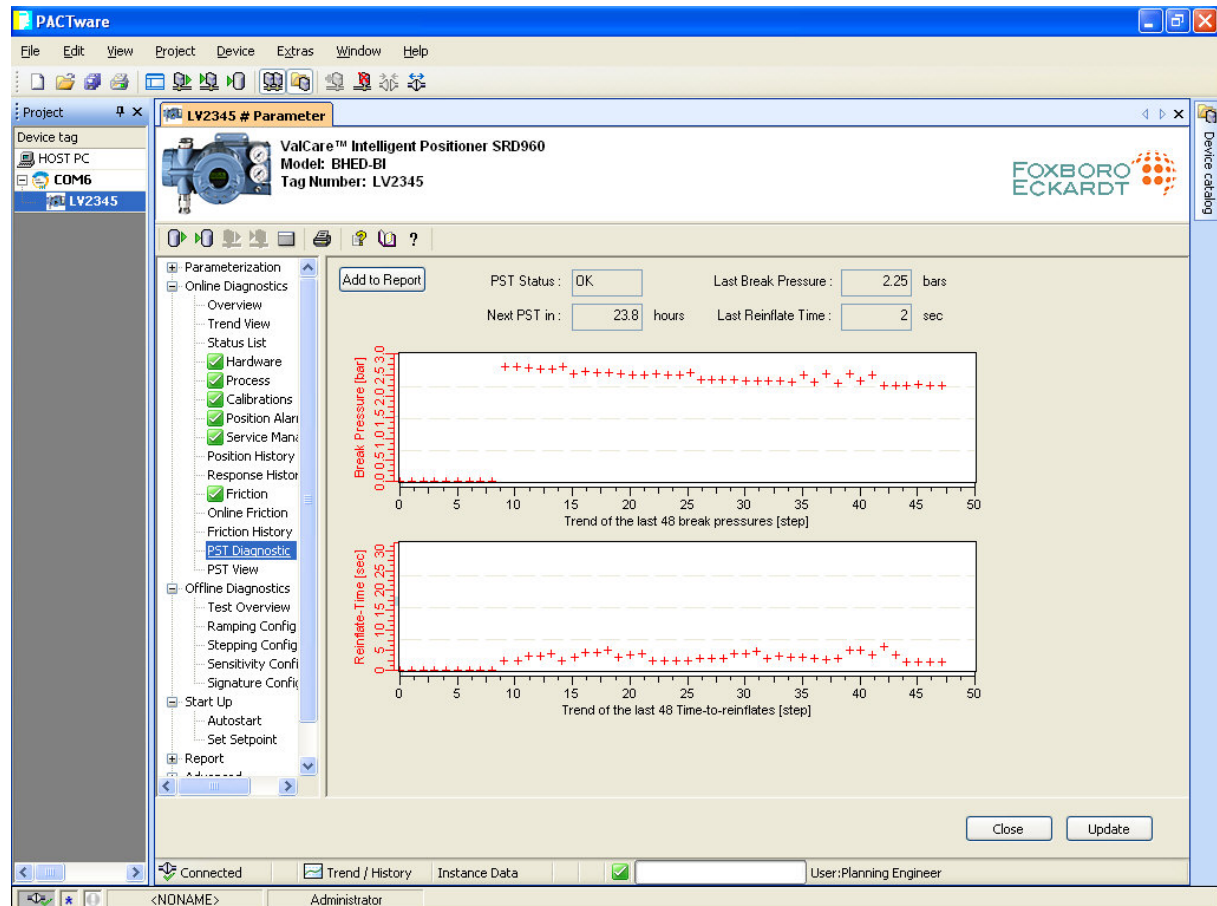 PACTware
File Edit View Project Device Extras Window Help
Project
Device tag
HOST PC
COM6
LV2345
LV2345 # Parameter
ValCare™ Intelligent Positioner SRD960
Model: BHED-BI
Tag Number: LV2345
FOXBORO
ECKARDT
Device catalog
Parameterization
Online Diagnostics
Overview
Trend View
Status List
Hardware
Process
Calibrations
Position Alar
Service Mana
Position History
Response Histor
Friction
Online Friction
Friction History
PST Diagnostic
PST View
Offline Diagnostics
Test Overview
Ramping Config
Stepping Config
Sensitivity Confi
Signature Config
Start Up
Autostart
Set Setpoint
Report
Advanced
Add to Report
PST Status : OK
Last Break Pressure : 2.25 bars
Next PST in : 23.8 hours
Last Reinflate Time : 2 sec
Break Pressure [bar]
0.0 0.5 1.0 1.5 2.0 2.5 3.0
0 5 10 15 20 25 30 35 40 45 50
Trend of the last 48 break pressures [step]
Reinflate-Time [sec]
0 5 10 15 20 25 30
0 5 10 15 20 25 30 35 40 45 50
Trend of the last 48 Time-to-reinflates [step]
Close
Update
Connected
Trend / History
Instance Data
User:Planning Engineer
<NONAME>
Administrator